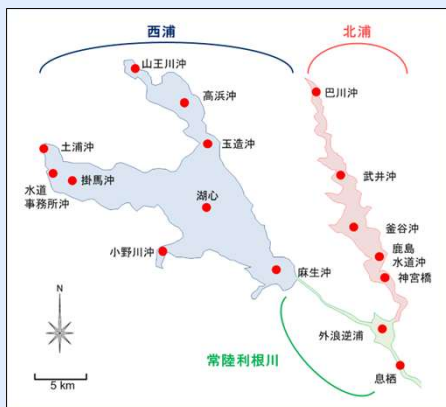 西浦
北浦
山王川沖
高浜沖
巴川沖
土浦沖
玉造沖
武井沖
水道
事務所沖
掛馬沖
湖心
釜谷沖
鹿島
水道沖
小野川沖
神宮橋
麻生沖
N
外浪逆浦
常陸利根川
息栖
5 km